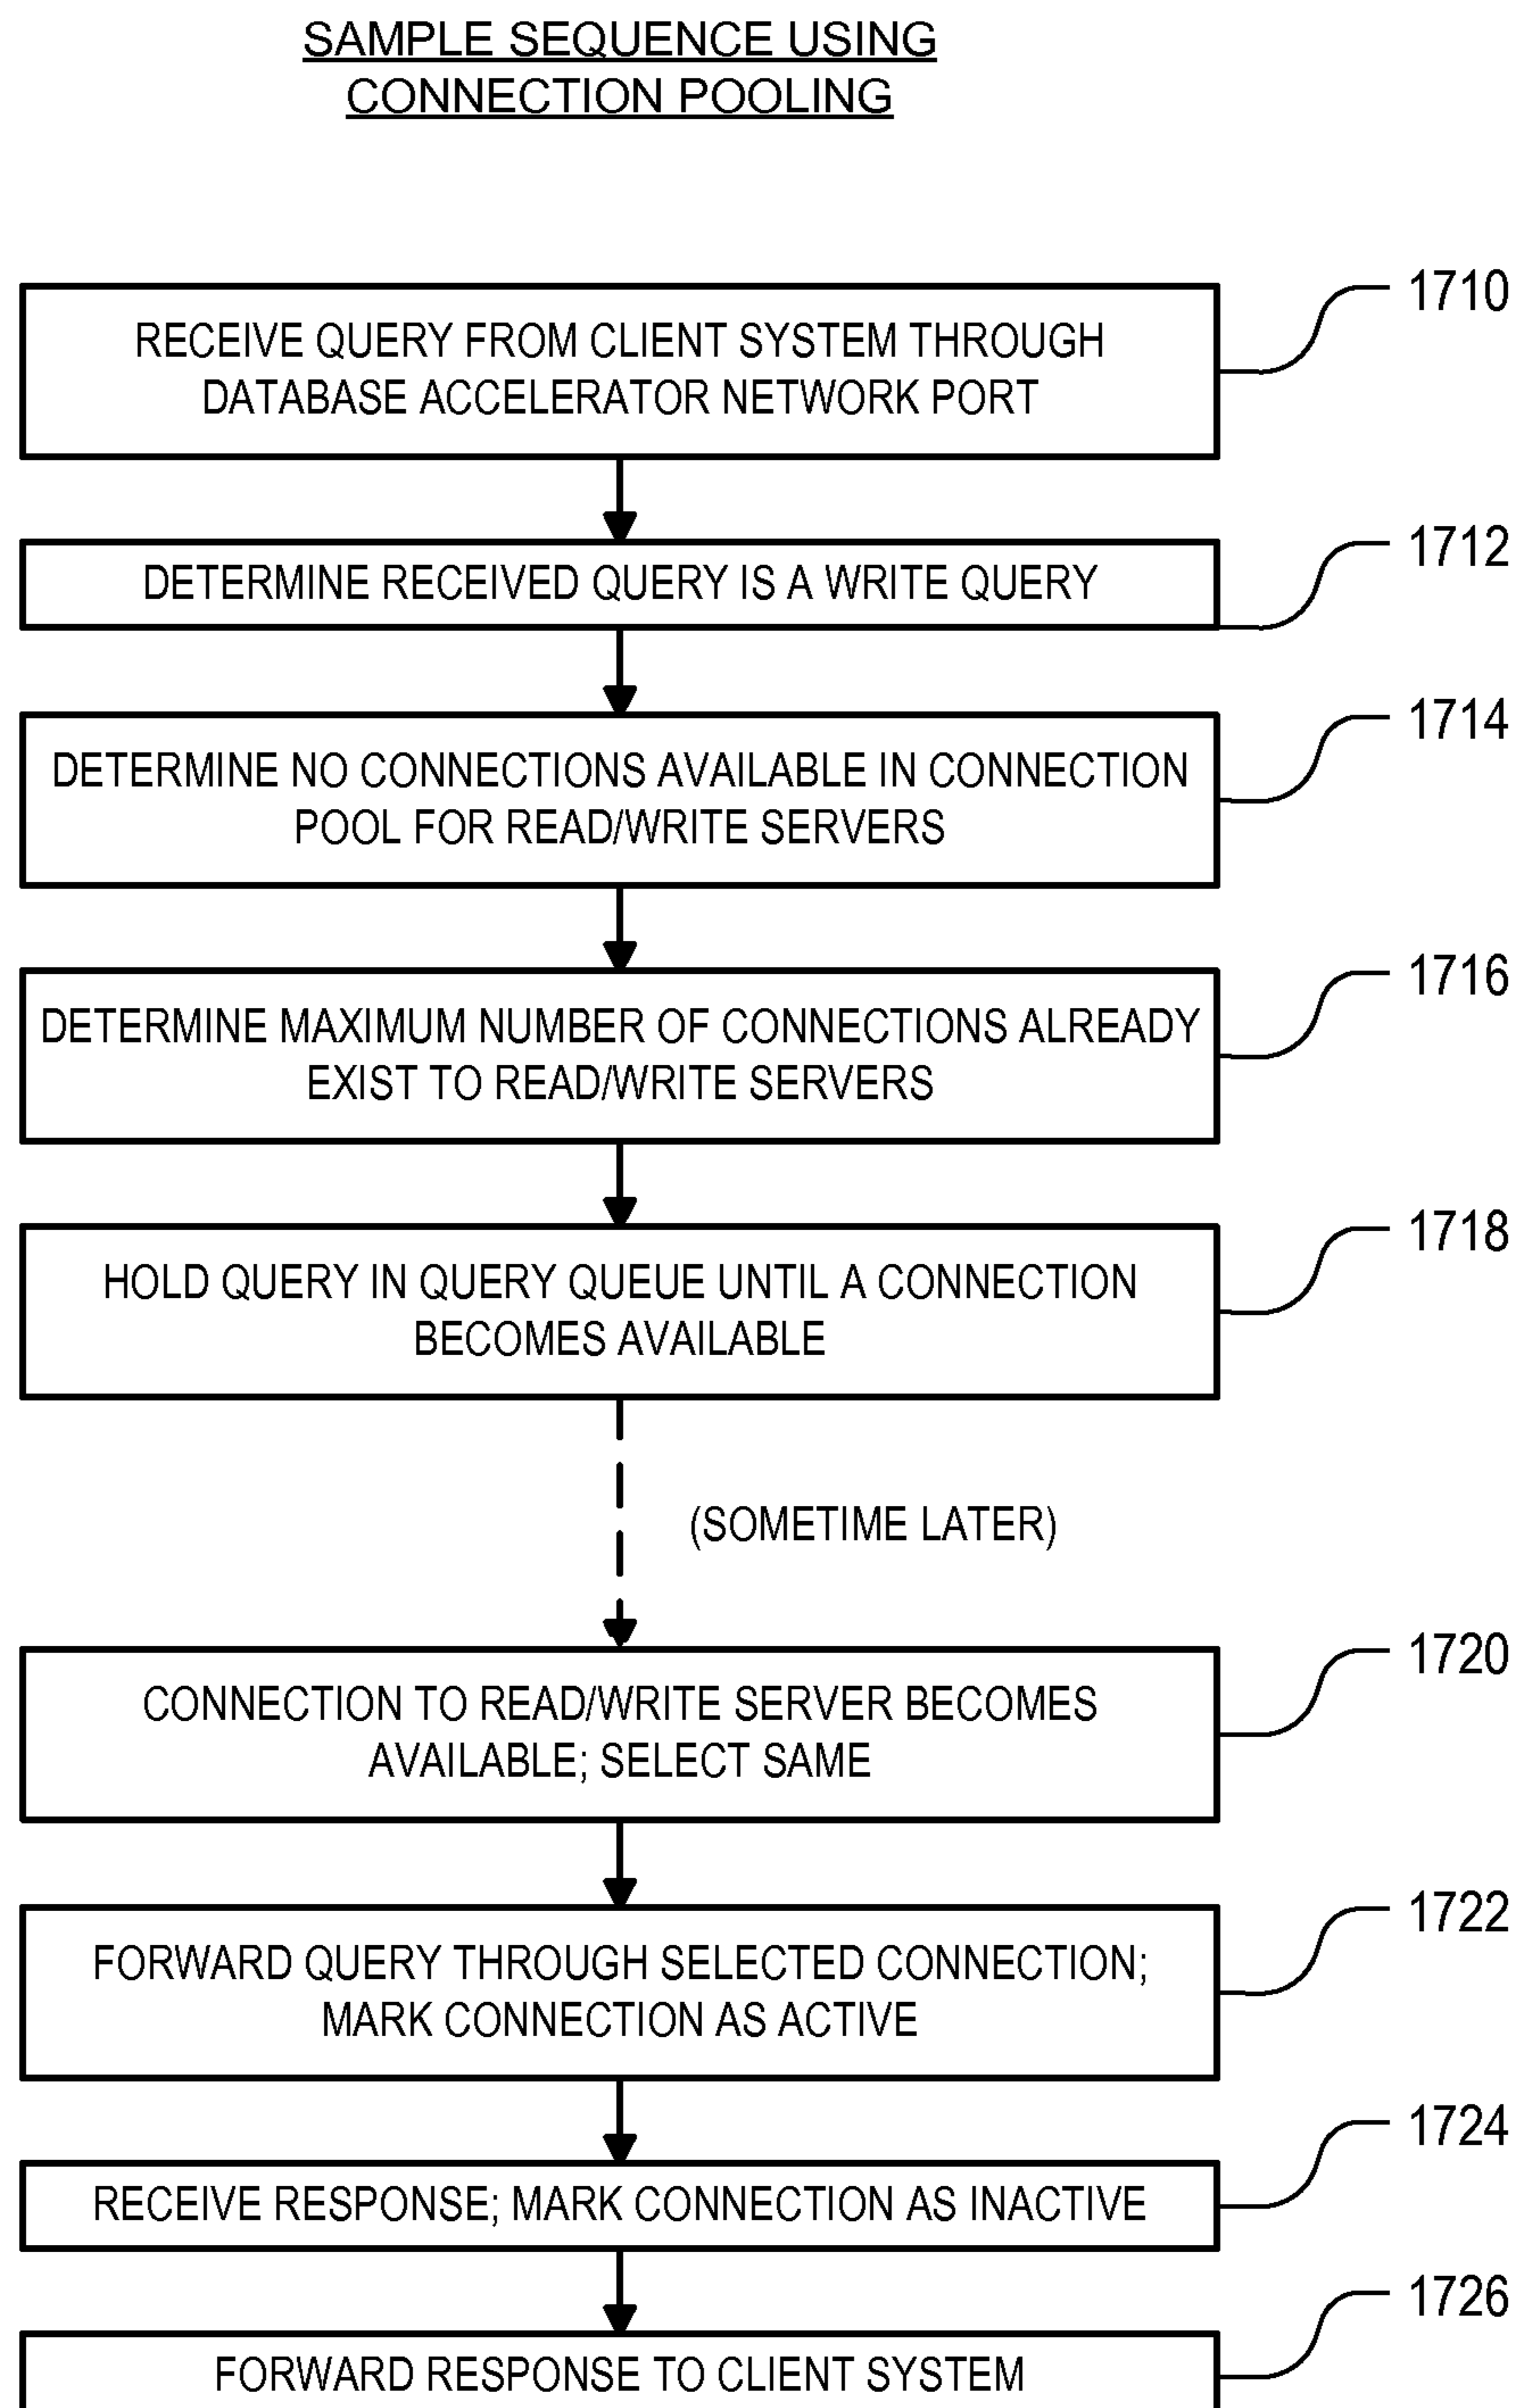 SAMPLE SEQUENCE USING
CONNECTION POOLING
1710
RECEIVE QUERY FROM CLIENT SYSTEM THROUGH
DATABASE ACCELERATOR NETWORK PORT
1712
DETERMINE RECEIVED QUERY IS A WRITE QUERY
1714
DETERMINE NO CONNECTIONS AVAILABLE IN CONNECTION
POOL FOR READ/WRITE SERVERS
1716
DETERMINE MAXIMUM NUMBER OF CONNECTIONS ALREADY
EXIST TO READ/WRITE SERVERS
1718
HOLD QUERY IN QUERY QUEUE UNTIL A CONNECTION
BECOMES AVAILABLE
(SOMETIME LATER)
1720
CONNECTION TO READ/WRITE SERVER BECOMES
AVAILABLE; SELECT SAME
1722
FORWARD QUERY THROUGH SELECTED CONNECTION;
MARK CONNECTION AS ACTIVE
1724
RECEIVE RESPONSE; MARK CONNECTION AS INACTIVE
1726
FORWARD RESPONSE TO CLIENT SYSTEM